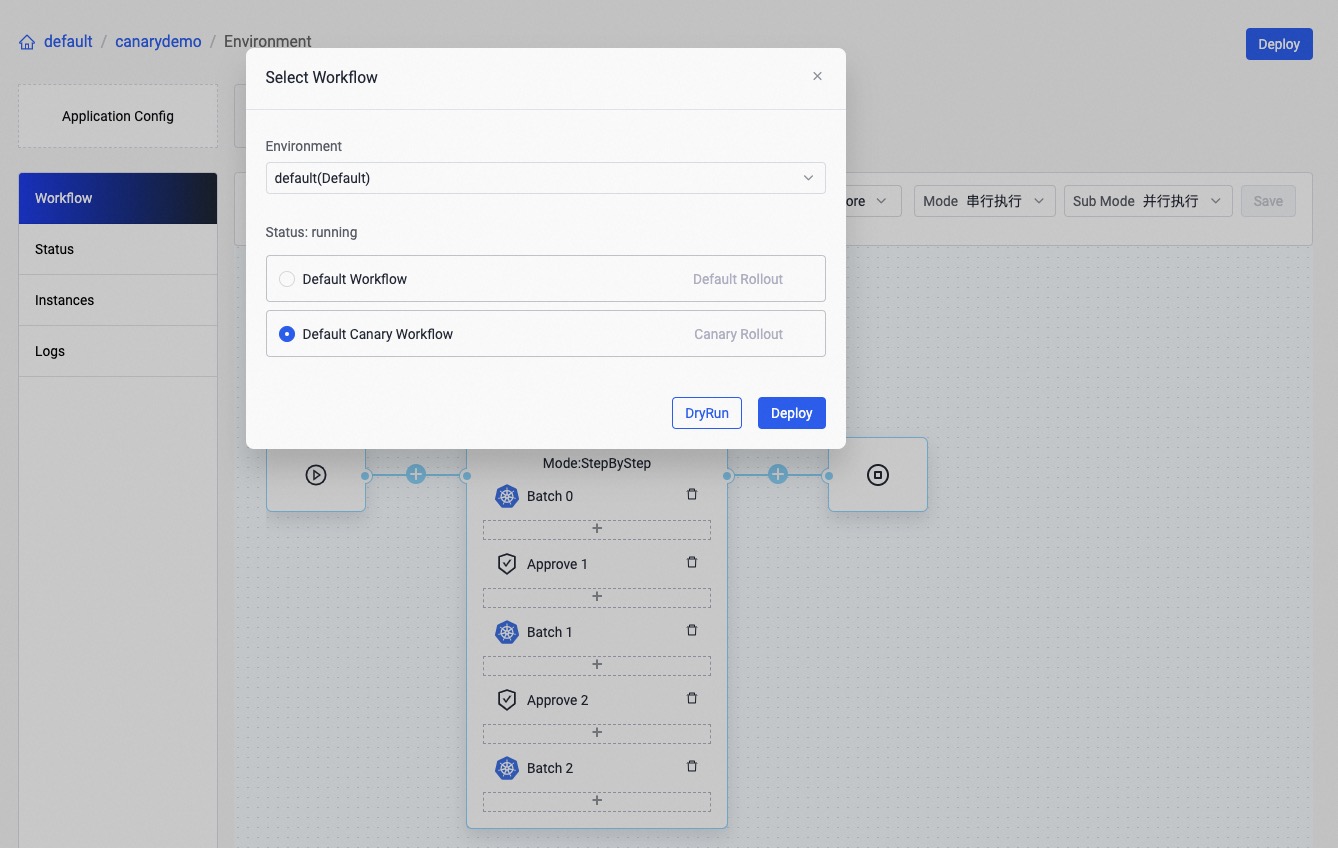 default / canarydemo / Environment
Deploy
Select Workflow
Application Config
Environment
default(Default)
Workflow
Mode 串行执行
Sub Mode 并行执行
Save
Status: running
Status
Default Workflow
Default Rollout
Instances
Default Canary Workflow
Canary Rollout
Logs
DryRun
Deploy
Mode:StepByStep
Batch 0
Approve 1
Batch 1
Approve 2
Batch 2